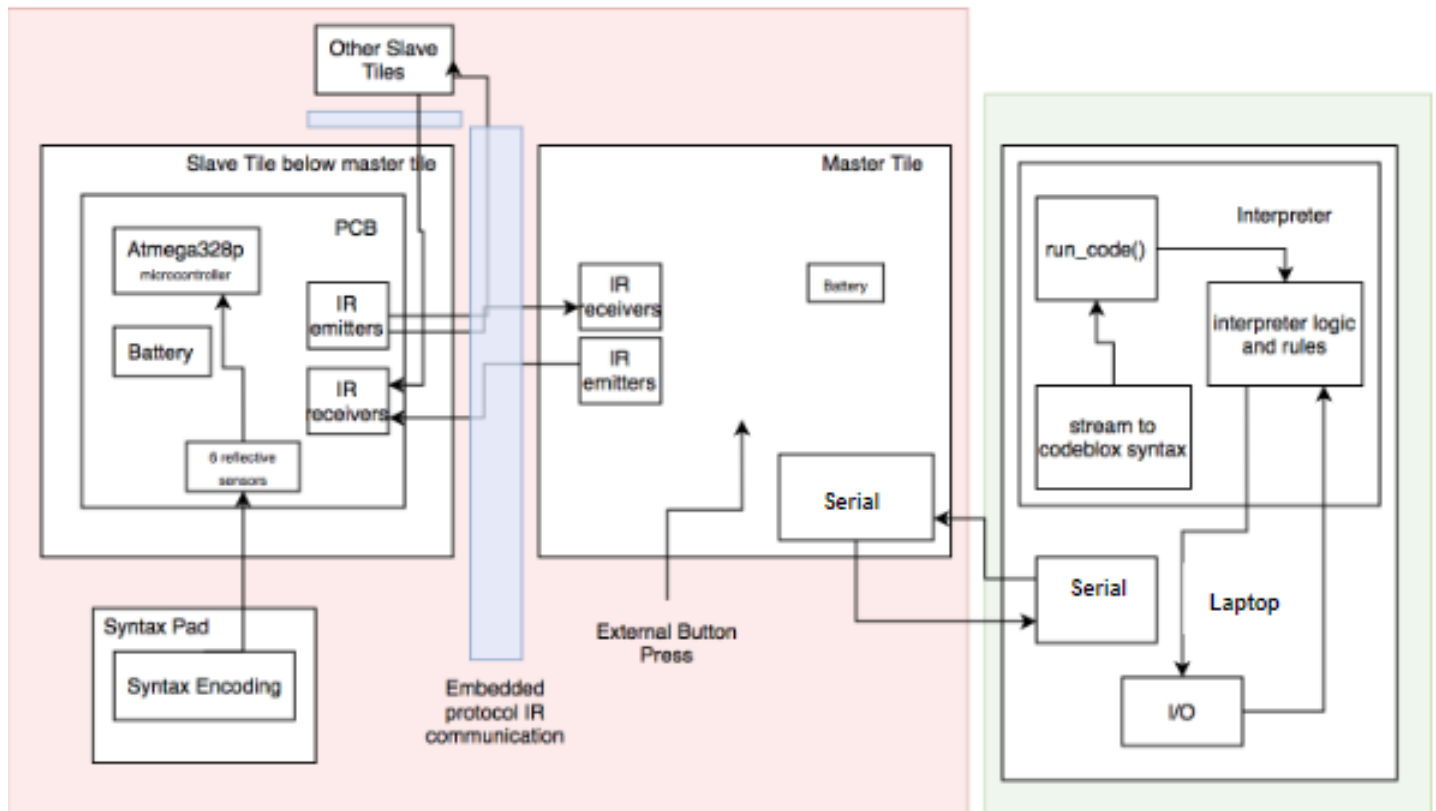 Other Slave
Tiles
Slave Tile below master tile
PCB
Atmega328p
microcontroller
IR
emitters
Battery
IR
receivers
6 reflective
sensors
Syntax Pad
Syntax Encoding
Embedded
protocol IR
communication
Master Tile
IR
receivers
Battery
IR
emitters
Serial
External Button
Press
Interpreter
run_code()
interpreter logic
and rules
stream to
codeblox syntax
Serial
Laptop
I/O